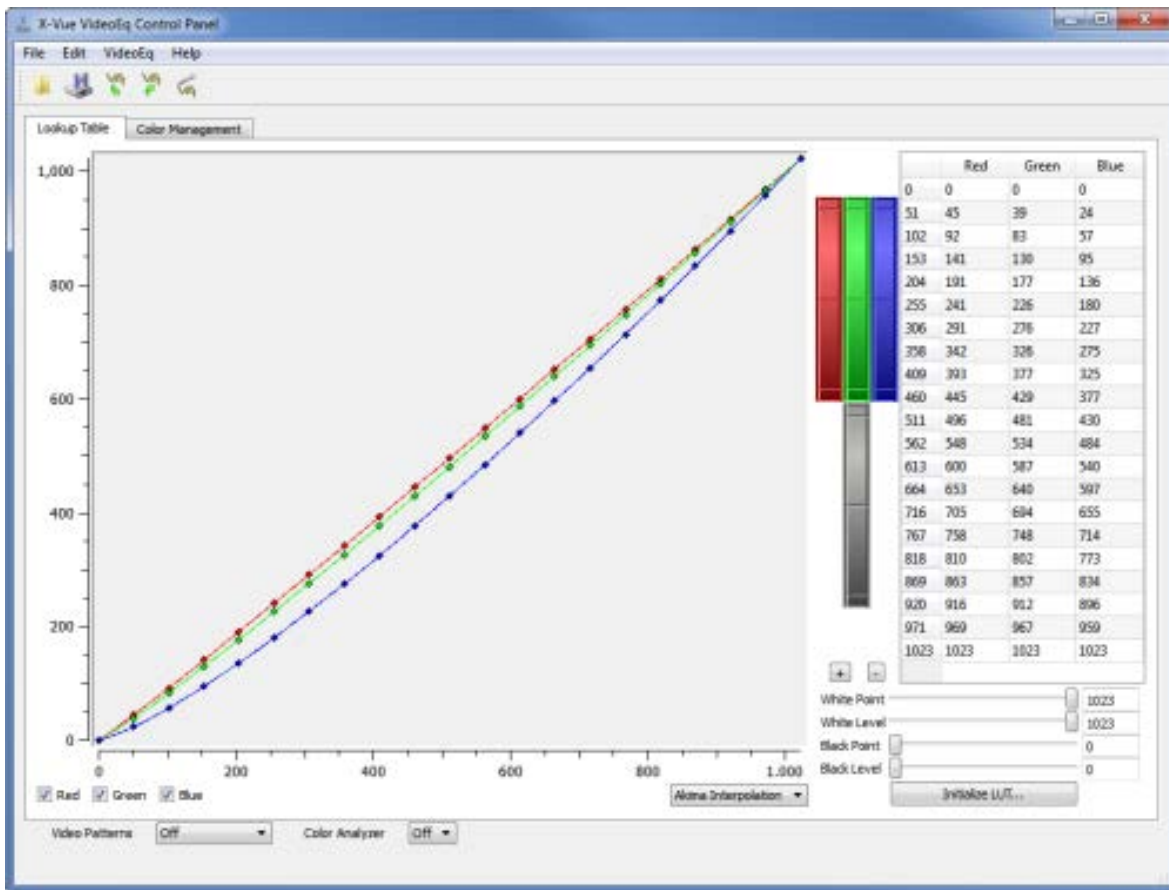 X-Vue VideoEq Control Panel
File Edit VideoEq Help
Lookup Table Color Management
1,000
800
600
400
200
0
0 200 400 600 800 1.000
Red Green Blue
Akima Interpolation
Red Green Blue
0 0 0 0
51 45 39 24
102 92 83 57
153 141 130 95
204 191 177 136
255 241 226 180
306 291 276 227
358 342 326 275
409 393 377 325
460 445 429 377
511 496 481 430
562 548 534 484
613 600 587 540
664 653 640 597
716 705 694 655
767 758 748 714
818 810 802 773
869 863 857 834
920 916 912 896
971 969 967 959
1023 1023 1023 1023
+ -
White Point 1023
White Level 1023
Black Point 0
Black Level 0
Initialize LUT...
Video Patterns Off Color Analyzer Off